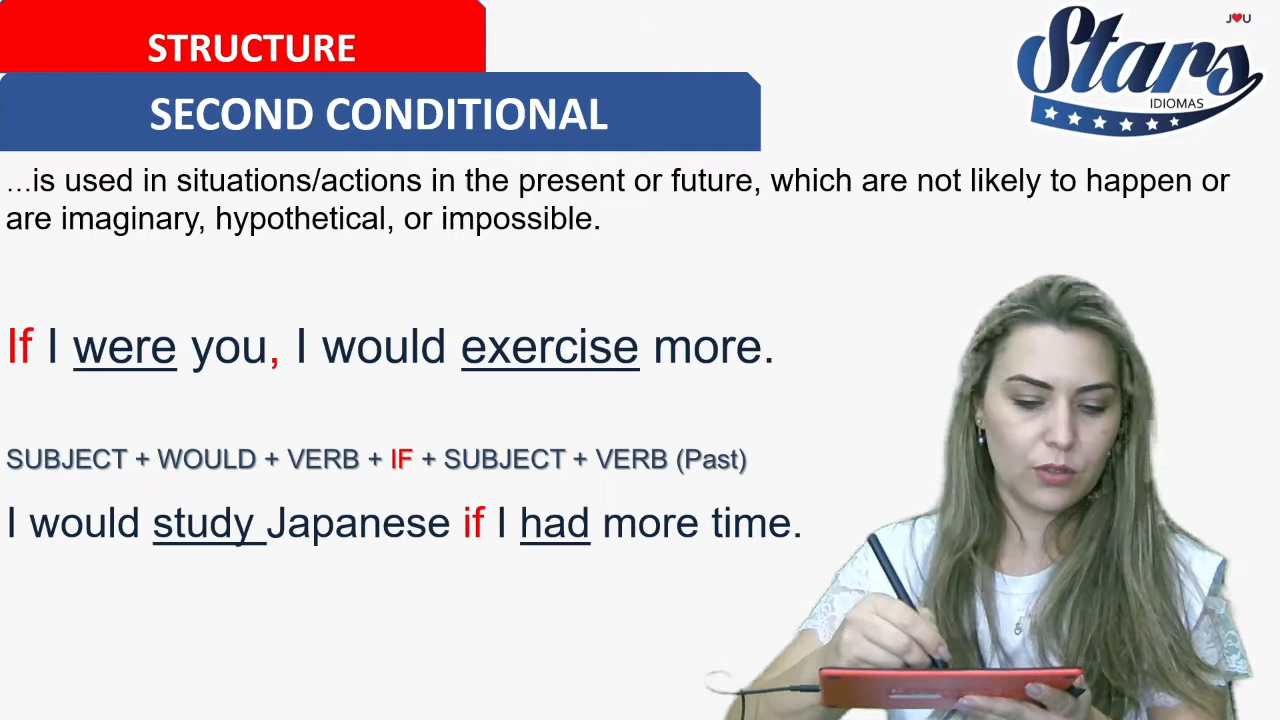 STRUCTURE
SECOND CONDITIONAL
J♥U
Stars
IDIOMAS
...is used in situations/actions in the present or future, which are not likely to happen or
are imaginary, hypothetical, or impossible.
If I were you, I would exercise more.
SUBJECT + WOULD + VERB + IF + SUBJECT + VERB (Past)
I would study Japanese if I had more time.